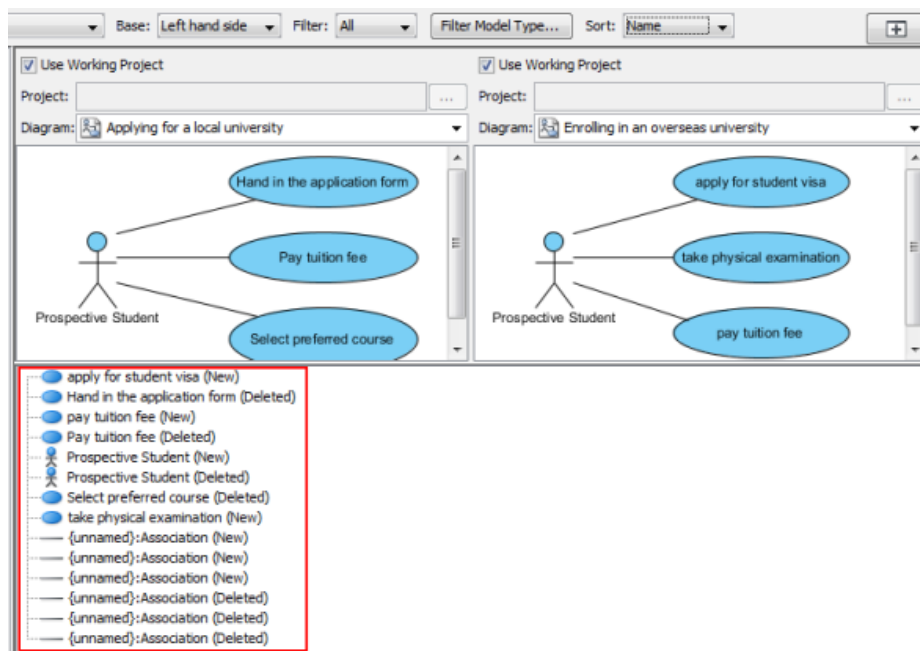 Base: Left hand side Filter: All Filter Model Type... Sort: Name
Use Working Project
Project: ...
Diagram: Applying for a local university
Hand in the application form
Pay tuition fee
Prospective Student
Select preferred course
Use Working Project
Project: ...
Diagram: Enrolling in an overseas university
apply for student visa
take physical examination
Prospective Student
pay tuition fee
apply for student visa (New)
Hand in the application form (Deleted)
pay tuition fee (New)
Pay tuition fee (Deleted)
Prospective Student (New)
Prospective Student (Deleted)
Select preferred course (Deleted)
take physical examination (New)
{unnamed}:Association (New)
{unnamed}:Association (New)
{unnamed}:Association (New)
{unnamed}:Association (Deleted)
{unnamed}:Association (Deleted)
{unnamed}:Association (Deleted)